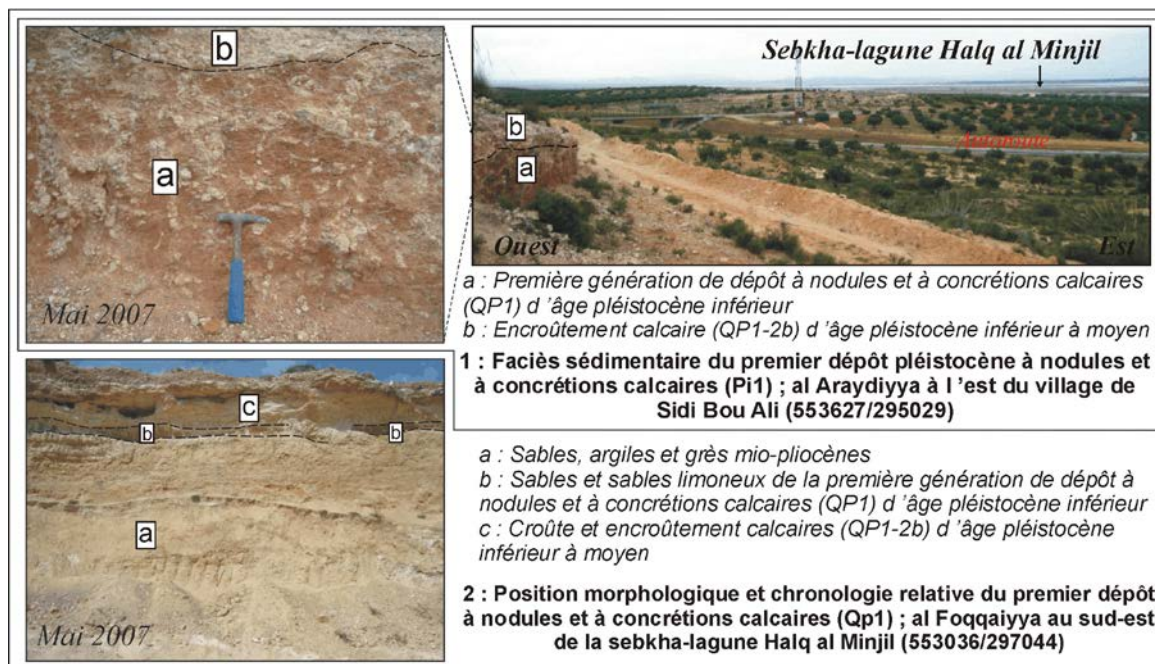 b
a
Mai 2007
Sebkha-lagune Halq al Minjil
b
a
Autoroute
Ouest
Est
a : Première génération de dépôt à nodules et à concrétions calcaires
(QP1) d ’âge pléistocène inférieur
b : Encroûtement calcaire (QP1-2b) d ’âge pléistocène inférieur à moyen
1 : Faciès sédimentaire du premier dépôt pléistocène à nodules et
à concrétions calcaires (Pi1) ; al Araydiyya à l ’est du village de
Sidi Bou Ali (553627/295029)
c
b
b
a
Mai 2007
a : Sables, argiles et grès mio-pliocènes
b : Sables et sables limoneux de la première génération de dépôt à
nodules et à concrétions calcaires (QP1) d ’âge pléistocène inférieur
c : Croûte et encroûtement calcaires (QP1-2b) d ’âge pléistocène
inférieur à moyen
2 : Position morphologique et chronologie relative du premier dépôt
à nodules et à concrétions calcaires (Qp1) ; al Foqqaiyya au sud-est
de la sebkha-lagune Halq al Minjil (553036/297044)